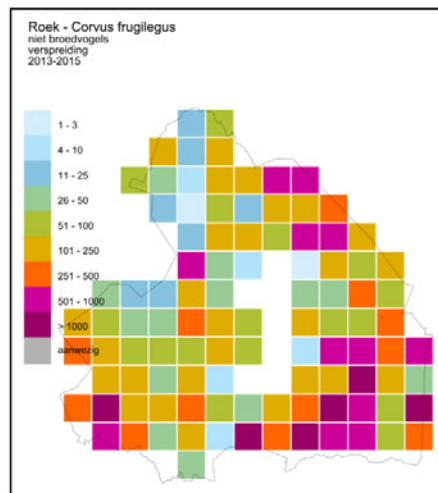 Roek - Corvus frugilegus
niet broedvogels
verspreiding
2013-2015
1 - 3
4 - 10
11 - 25
26 - 50
51 - 100
101 - 250
251 - 500
501 - 1000
> 1000
aanwezig